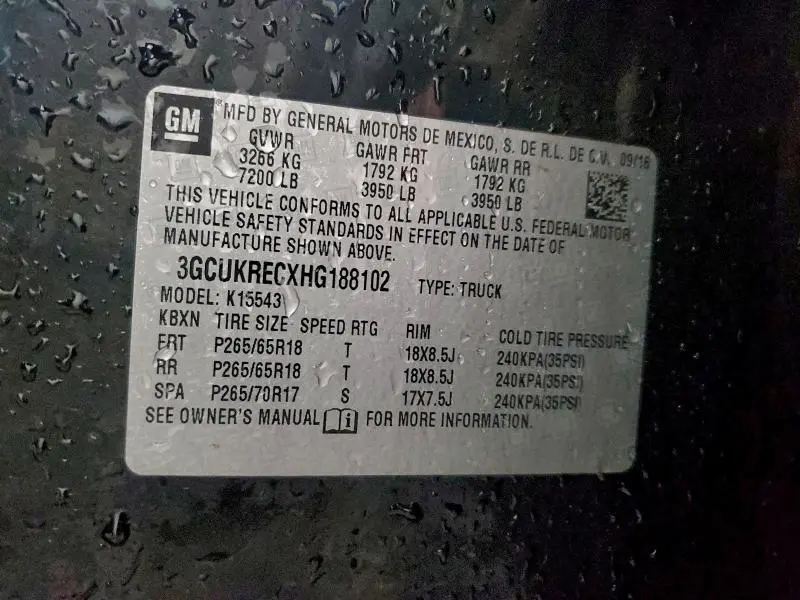 GM
MFD BY GENERAL MOTORS DE MEXICO, S. DE R.L. DE C.V. 09/16
GVWR GAWR FRT GAWR RR
3266 KG 1792 KG 1792 KG
7200 LB 3950 LB 3950 LB
THIS VEHICLE CONFORMS TO ALL APPLICABLE U.S. FEDERAL MOTOR
VEHICLE SAFETY STANDARDS IN EFFECT ON THE DATE OF
MANUFACTURE SHOWN ABOVE.
3GCUKRECXHG188102 TYPE: TRUCK
MODEL: K15543
KBXN TIRE SIZE SPEED RTG RIM COLD TIRE PRESSURE
FRT P265/65R18 T 18X8.5J 240KPA(35PSI)
RR P265/65R18 T 18X8.5J 240KPA(35PSI)
SPA P265/70R17 S 17X7.5J 240KPA(35PSI)
SEE OWNER'S MANUAL FOR MORE INFORMATION.